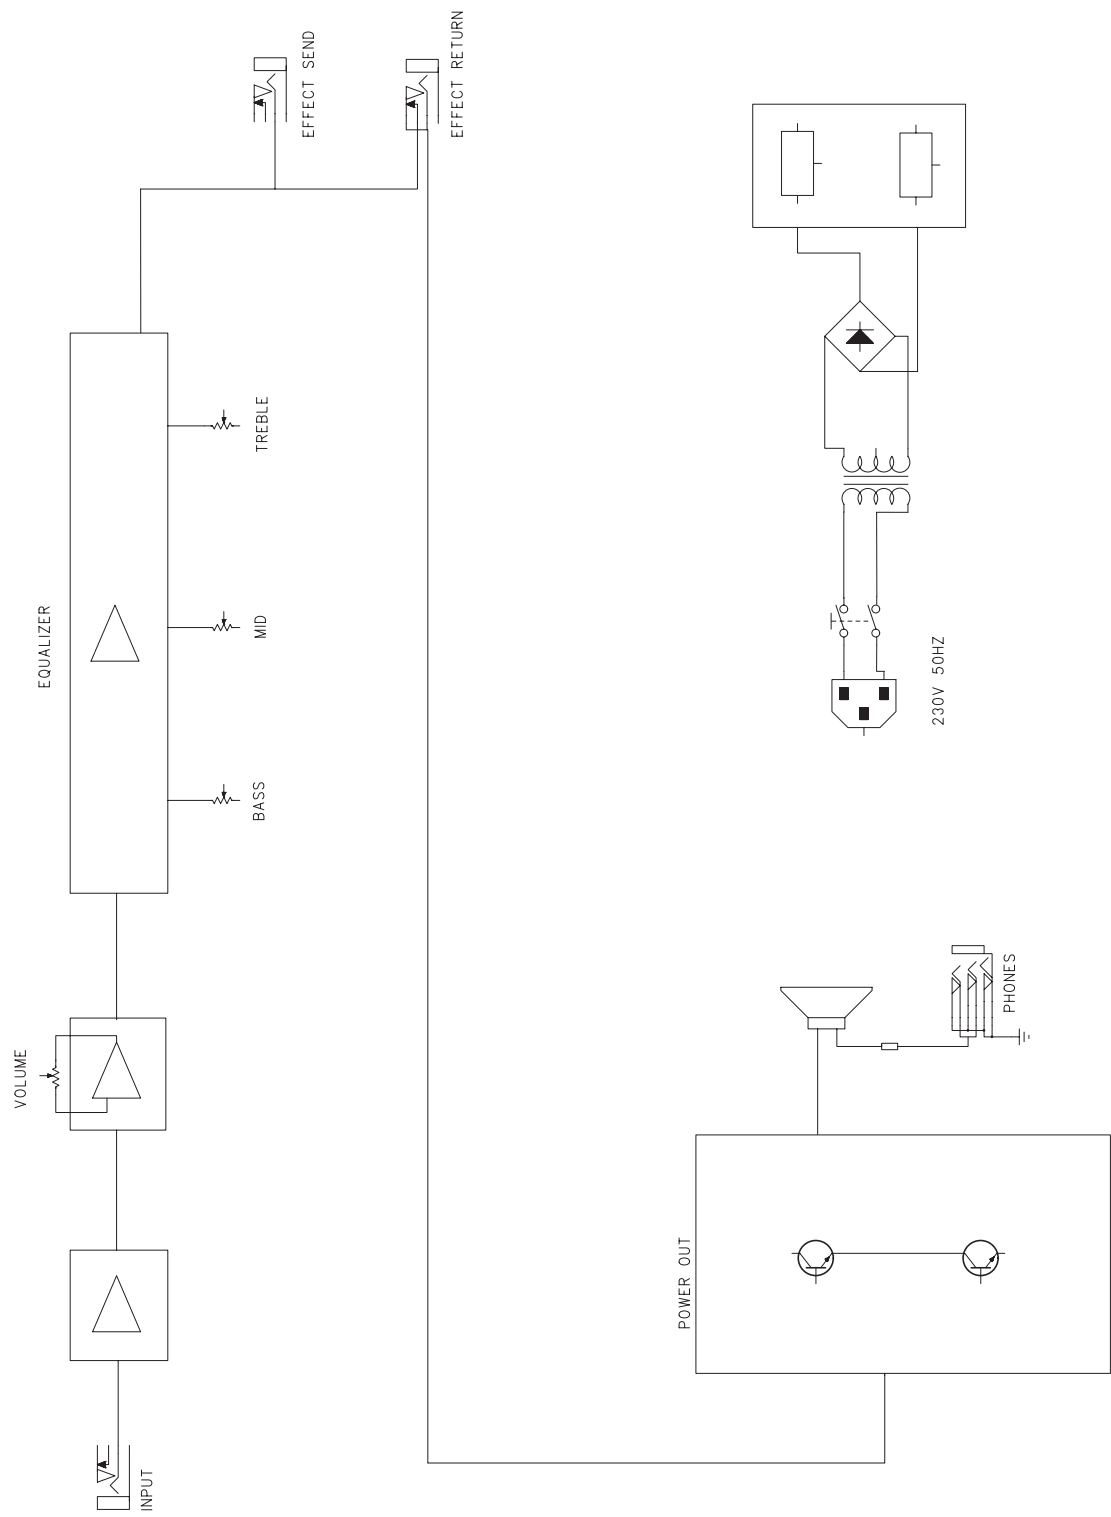 INPUT
VOLUME
EQUALIZER
BASS
MID
TREBLE
EFFECT SEND
EFFECT RETURN
POWER OUT
PHONES
230V 50HZ